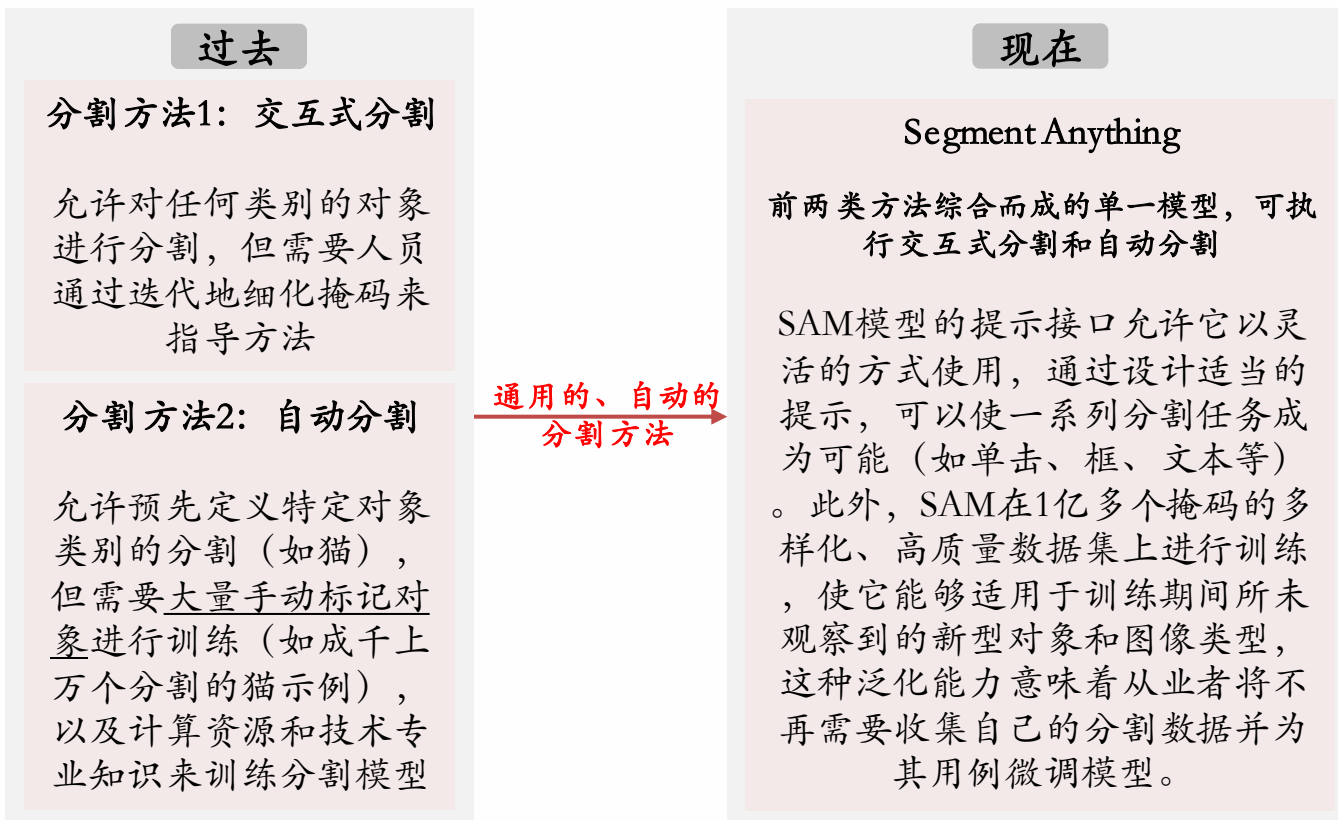 过去
分割方法1：交互式分割
允许对任何类别的对象
进行分割，但需要人员
通过迭代地细化掩码来
指导方法
分割方法2：自动分割
允许预先定义特定对象
类别的分割（如猫），
但需要大量手动标记对
象进行训练（如成千上
万个分割的猫示例），
以及计算资源和技术专
业知识来训练分割模型
通用的、自动的
分割方法
现在
Segment Anything
前两类方法综合而成的单一模型，可执
行交互式分割和自动分割
SAM模型的提示接口允许它以灵
活的方式使用，通过设计适当的
提示，可以使一系列分割任务成
为可能（如单击、框、文本等）
。此外，SAM在1亿多个掩码的多
样化、高质量数据集上进行训练
，使它能够适用于训练期间所未
观察到的新型对象和图像类型，
这种泛化能力意味着从业者将不
再需要收集自己的分割数据并为
其用例微调模型。